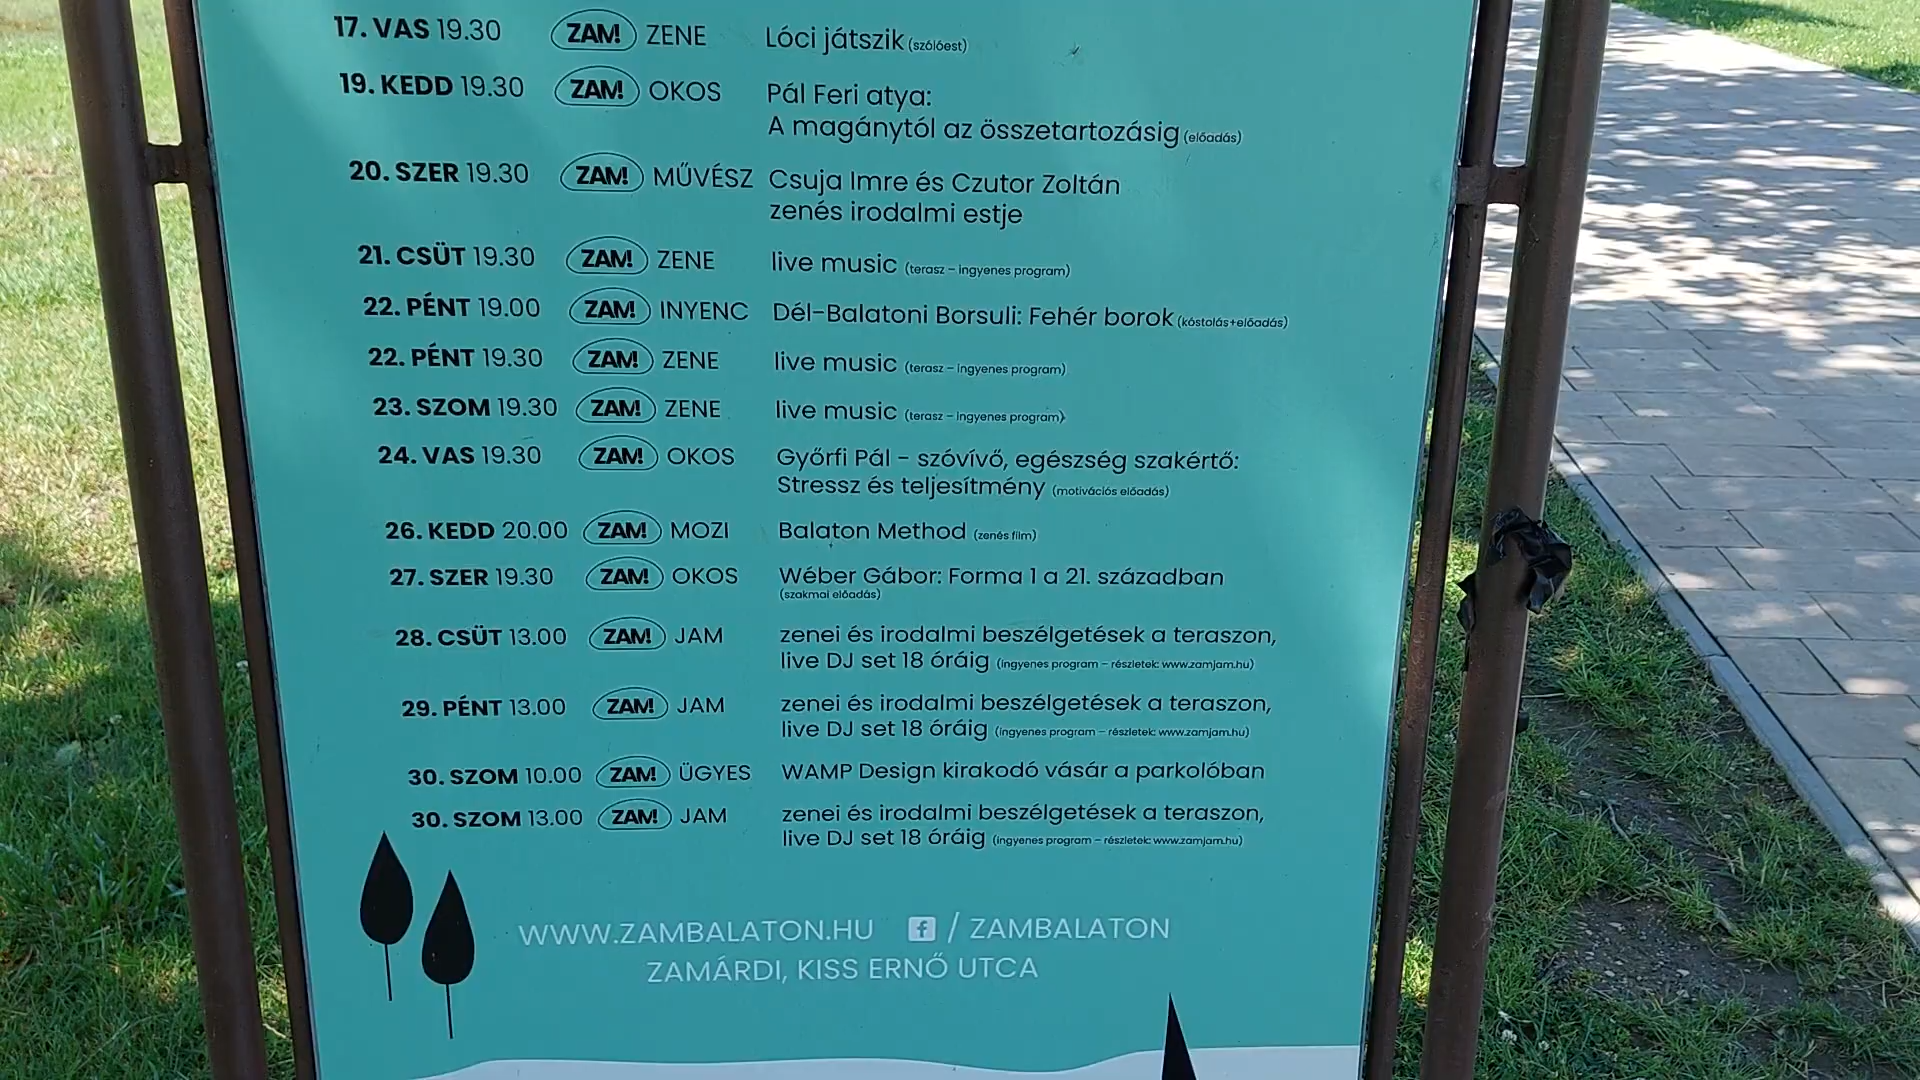 17. VAS 19.30 ZAM! ZENE Lóci játszik (szólóest)
19. KEDD 19.30 ZAM! OKOS Pál Feri atya:
A magánytól az összetartozásig (előadás)
20. SZER 19.30 ZAM! MŰVÉSZ Csuja Imre és Czutor Zoltán
zenés irodalmi estje
21. CSÜT 19.30 ZAM! ZENE live music (terasz – ingyenes program)
22. PÉNT 19.00 ZAM! INYENC Dél-Balatoni Borsuli: Fehér borok (kóstolás+előadás)
22. PÉNT 19.30 ZAM! ZENE live music (terasz – ingyenes program)
23. SZOM 19.30 ZAM! ZENE live music (terasz – ingyenes program)
24. VAS 19.30 ZAM! OKOS Győrfi Pál - szóvívő, egészség szakértő:
Stressz és teljesítmény (motivációs előadás)
26. KEDD 20.00 ZAM! MOZI Balaton Method (zenés film)
27. SZER 19.30 ZAM! OKOS Wéber Gábor: Forma 1 a 21. században
(szakmai előadás)
28. CSÜT 13.00 ZAM! JAM zenei és irodalmi beszélgetések a teraszon,
live DJ set 18 óráig (ingyenes program – részletek: www.zamjam.hu)
29. PÉNT 13.00 ZAM! JAM zenei és irodalmi beszélgetések a teraszon,
live DJ set 18 óráig (ingyenes program – részletek: www.zamjam.hu)
30. SZOM 10.00 ZAM! ÜGYES WAMP Design kirakodó vásár a parkolóban
30. SZOM 13.00 ZAM! JAM zenei és irodalmi beszélgetések a teraszon,
live DJ set 18 óráig (ingyenes program – részletek: www.zamjam.hu)
WWW.ZAMBALATON.HU f / ZAMBALATON
ZAMÁRDI, KISS ERNŐ UTCA